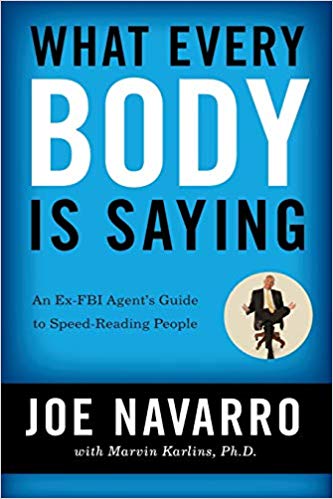 WHAT EVERY
BODY
IS SAYING
An Ex-FBI Agent's Guide
to Speed-Reading People
JOE NAVARRO
with Marvin Karlins, Ph.D.